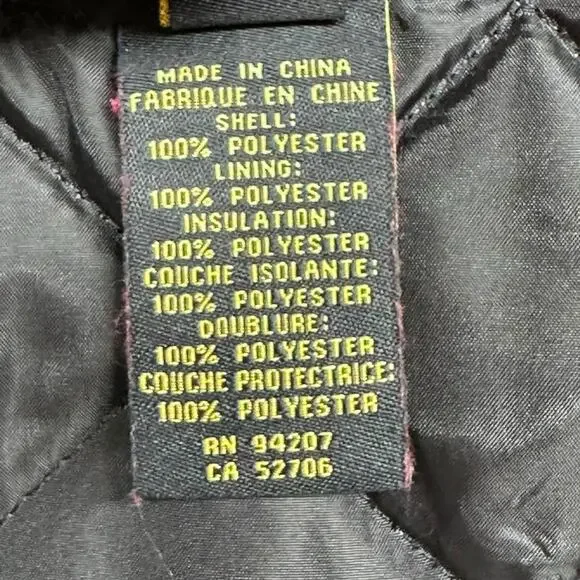 MADE IN CHINA
FABRIQUE EN CHINE
SHELL:
100% POLYESTER
LINING:
100% POLYESTER
INSULATION:
100% POLYESTER
COUCHE ISOLANTE:
100% POLYESTER
DOUBLURE:
100% POLYESTER
COUCHE PROTECTRICE:
100% POLYESTER
RN 94207
CA 52706